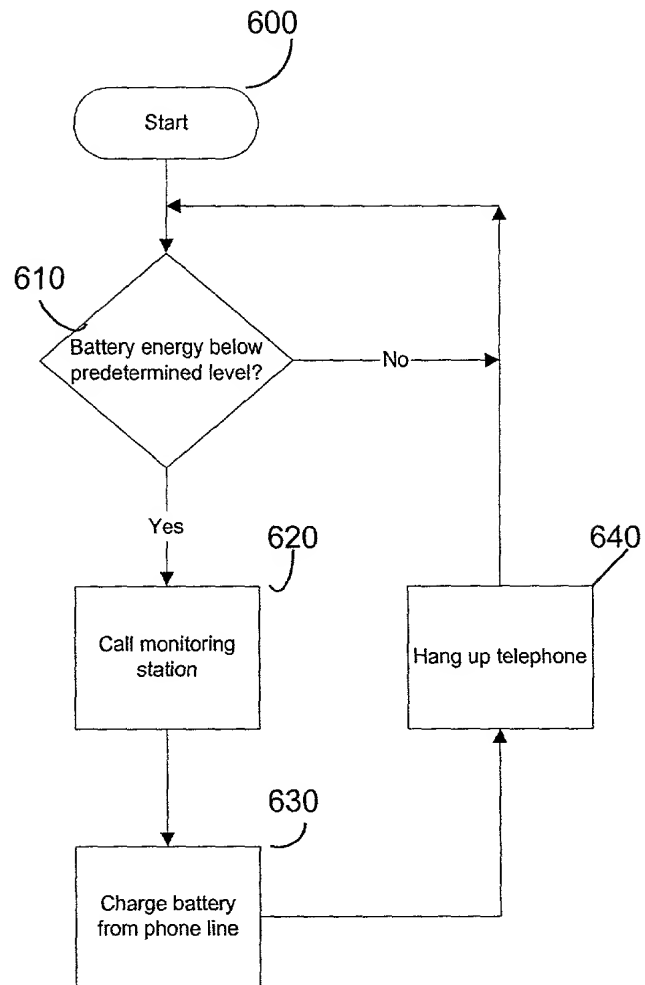 600
Start
610
Battery energy below
predetermined level?
No
Yes
620
640
Call monitoring
station
Hang up telephone
630
Charge battery
from phone line